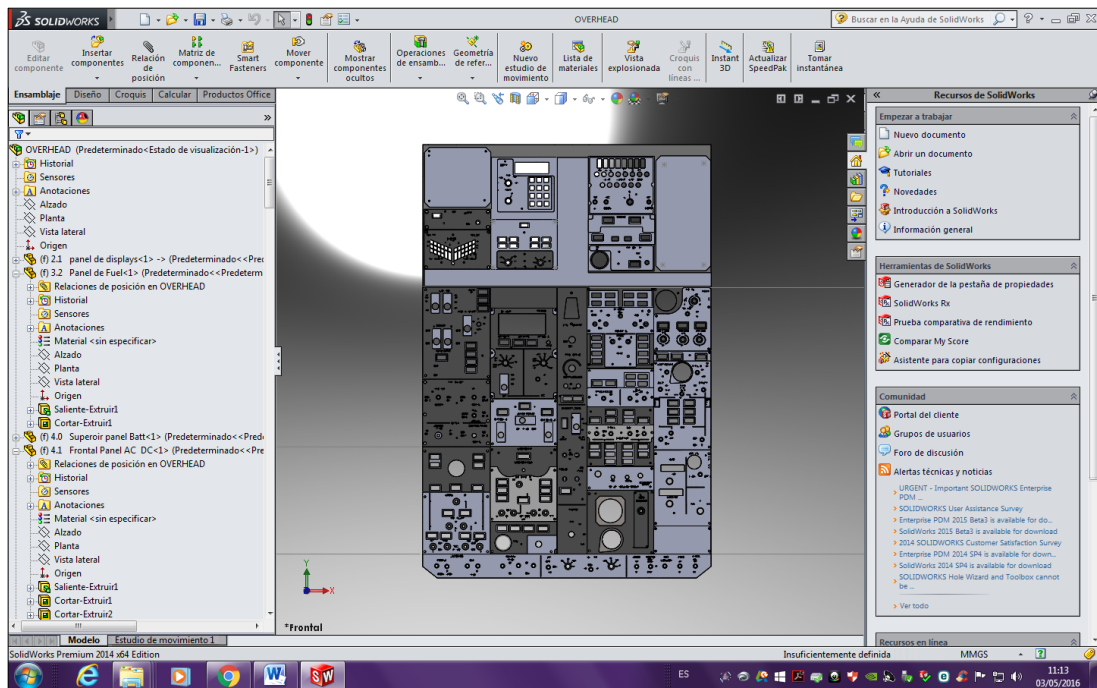 SOLIDWORKS
OVERHEAD
Buscar en la Ayuda de SolidWorks
Editar componente
Insertar componentes
Relación de posición
Matriz de componen...
Smart Fasteners
Mover componente
Mostrar componentes ocultos
Operaciones de ensamb...
Geometría de refer...
Nuevo estudio de movimiento
Lista de materiales
Vista explosionada
Croquis con líneas ...
Instant 3D
Actualizar SpeedPak
Tomar instantánea
Ensamblaje
Diseño
Croquis
Calcular
Productos Office
OVERHEAD (Predeterminado<Estado de visualización-1>)
Historial
Sensores
Anotaciones
Alzado
Planta
Vista lateral
Origen
(f) 2.1 panel de displays<1> -> (Predeterminado<<Pred
(f) 3.2 Panel de Fuel<1> (Predeterminado<<Predeterm
Relaciones de posición en OVERHEAD
Historial
Sensores
Anotaciones
Material <sin especificar>
Alzado
Planta
Vista lateral
Origen
Saliente-Extruir1
Cortar-Extruir1
(f) 4.0 Superoir panel Batt<1> (Predeterminado<<Pred
(f) 4.1 Frontal Panel AC DC<1> (Predeterminado<<Pre
Relaciones de posición en OVERHEAD
Historial
Sensores
Anotaciones
Material <sin especificar>
Alzado
Planta
Vista lateral
Origen
Saliente-Extruir1
Cortar-Extruir1
Cortar-Extruir2
Y
X
*Frontal
Recursos de SolidWorks
Empezar a trabajar
Nuevo documento
Abrir un documento
Tutoriales
Novedades
Introducción a SolidWorks
Información general
Herramientas de SolidWorks
Generador de la pestaña de propiedades
SolidWorks Rx
Prueba comparativa de rendimiento
Comparar My Score
Asistente para copiar configuraciones
Comunidad
Portal del cliente
Grupos de usuarios
Foro de discusión
Alertas técnicas y noticias
URGENT - Important SOLIDWORKS Enterprise
PDM ...
SOLIDWORKS User Assistance Survey
Enterprise PDM 2015 Beta3 is available for do...
SolidWorks 2015 Beta3 is available for download
2014 SOLIDWORKS Customer Satisfaction Survey
Enterprise PDM 2014 SP4 is available for down...
SolidWorks 2014 SP4 is available for download
SOLIDWORKS Hole Wizard and Toolbox cannot
be ...
Ver todo
Recursos en línea
Modelo
Estudio de movimiento 1
SolidWorks Premium 2014 x64 Edition
Insuficientemente definida
MMGS
ES
11:13
03/05/2016